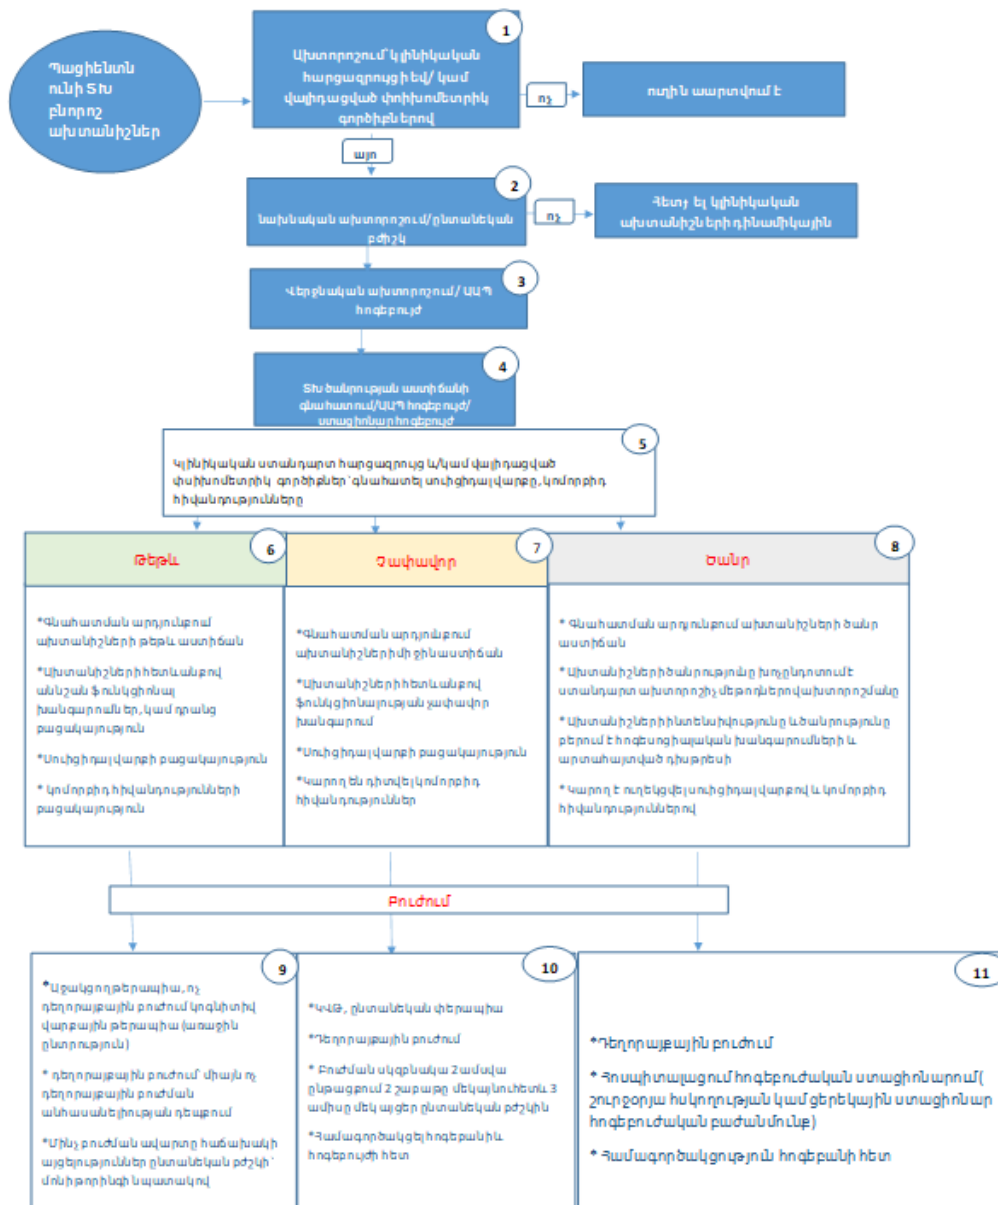 Պացիենտն
ունի ՏԽ
բնորոշ
ախտանիշներ
1
Ախտորոշում՝ կլինիկական
հարցազրույցի եվ/ կամ
վալիդացված փոիխոմետրիկ
գործիքներով
ոչ
ուղին աարտվում է
այո
2
նախնական ախտորոշում/ընտանեկան
բժիշկ
ոչ
Հետևել կլինիկական
ախտանիշների դինամիկային
3
Վերջնական ախտորոշում/ ԱԱՊ
հոգեբույժ
4
ՏԽ ծանրության աստիճանի
գնահատում/ԱԱՊ հոգեբույժ/
ստացիոնար հոգեբույժ
5
Կլինիկական ստանդարտ հարցազրույց և/կամ վալիդացված
փսիխոմետրիկ գործիքներ՝ գնահատել սուիցիդալ վարքը, կոմորբիդ
հիվանդությունները
Թեթև
6
Չափավոր
7
Ծանր
8
*Գնահատման արդյունքում
ախտանիշների թեթև աստիճան
*Ախտանիշների հետևանքով
աննշան ֆունկցիոնալ
խանգարումներ, կամ դրանց
բացակայություն
*Սուիցիդալ վարքի բացակայություն
* կոմորբիդ հիվանդությունների
բացակայություն
*Գնահատման արդյունքում
ախտանիշների միջին աստիճան
*Ախտանիշների հետևանքով
ֆունկցիոնալության չափավոր
խանգարում
*Սուիցիդալ վարքի բացակայություն
*Կարող են դիտվել կոմորբիդ
հիվանդություններ
* Գնահատման արդյունքում ախտանիշների ծանր
աստիճան
*Ախտանիշների ծանրությունը խոչընդոտում է
ստանդարտ ախտորոշիչ մեթոդներով ախտորոշմանը
*Ախտանիշների ինտենսիվությունը և ծանրությունը
բերում է հոգեսոցիալական խանգարումների և
արտահայտված դիսթրեսի
*Կարող է ուղեկցվել սուիցիդալ վարքով և կոմորբիդ
հիվանդություններով
Բուժում
9
*Աջակցող թերապիա, ոչ
դեղորայքային բուժում կոգնիտիվ
վարքային թերապիա (առաջին
ընտրություն)
* դեղորայքային բուժում՝ միայն ոչ
դեղորայքային բուժման
անհասանելիության դեպքում
*Մինչ բուժման ավարտը հաճախակի
այցելություններ ընտանեկան բժշկի՝
մոնիթորինգի նպատակով
10
*ԿՎԹ, ընտանեկան փերապիա
*Դեղորայքային բուժում
* Բուժման սկզբնական 2 ամսվա
ընթացքում 2 շաբաթը մեկ այնուհետև 3
ամիսը մեկ այցեր ընտանեկան բժշկին
*Համագործակցել հոգեբանի և
հոգեբույժի հետ
11
*Դեղորայքային բուժում
* Հոսպիտալացում հոգեբուժական ստացիոնարում(
շուրջօրյա հսկողության կամ ցերեկային ստացիոնար
հոգեբուժական բաժանմունք)
* Համագործակցություն հոգեբանի հետ